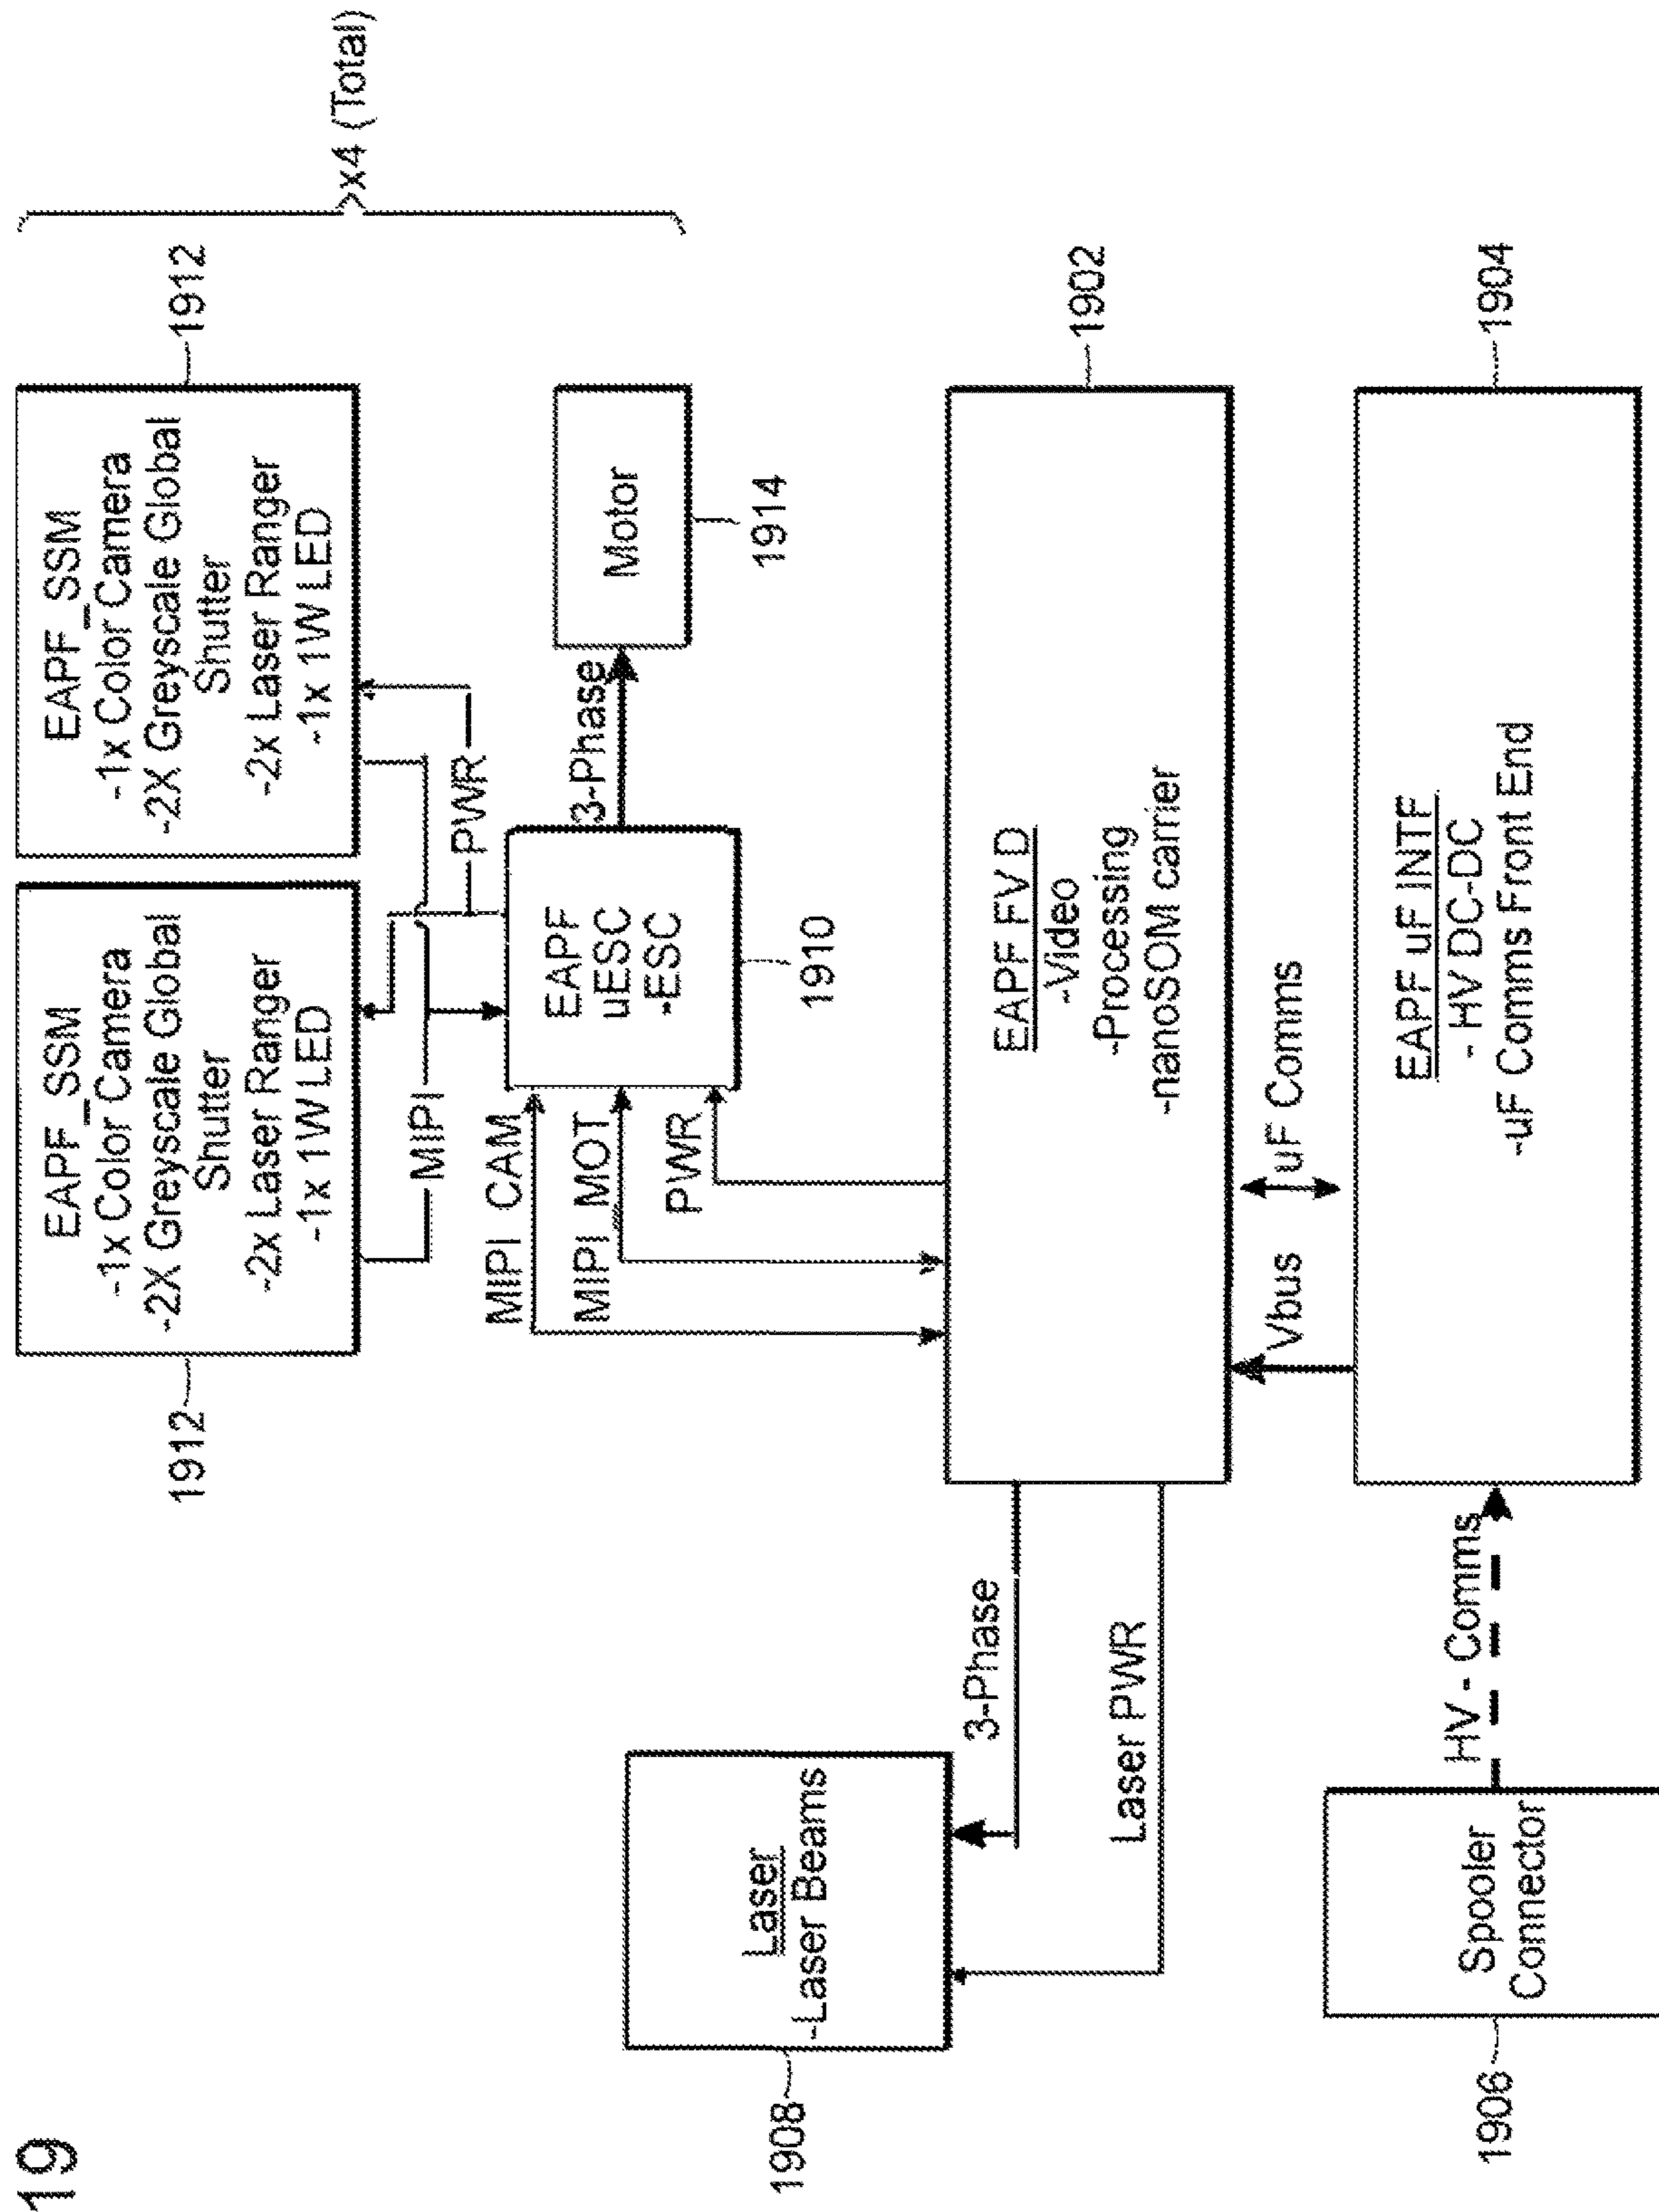 19
1912
EAPF_SSM
-1x Color Camera
-2X Greyscale Global
Shutter
-2x Laser Ranger
-1x 1W LED
EAPF_SSM
-1x Color Camera
-2X Greyscale Global
Shutter
-2x Laser Ranger
-1x 1W LED
1912
x4 (Total)
MIPI
PWR
MIPI CAM
MIPI MOT
PWR
EAPF
uESC
-ESC
1910
3-Phase
Motor
1914
1908
Laser
-Laser Beams
3-Phase
Laser PWR
EAPF FV D
-Video
-Processing
-nanoSOM carrier
1902
Vbus
uF Comms
1906
Spooler
Connector
HV - Comms
EAPF uF INTF
- HV DC-DC
-uF Comms Front End
1904